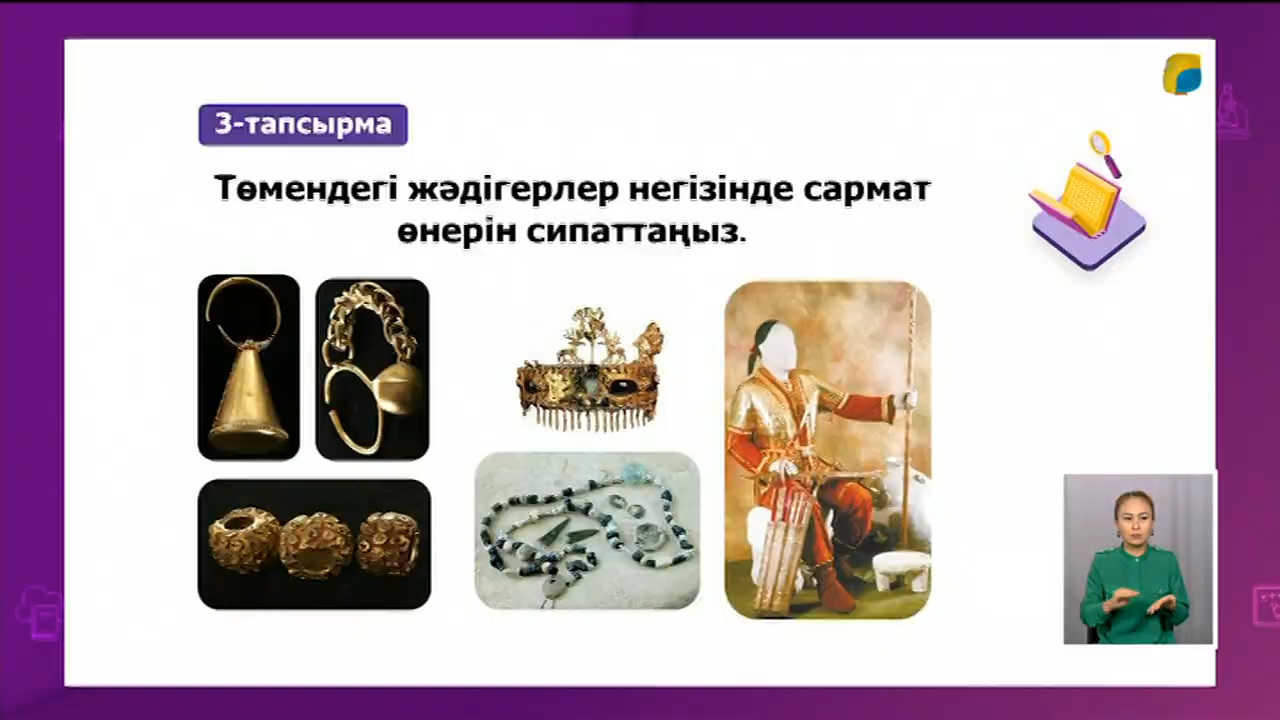 3-тапсырма
Төмендегі жәдігерлер негізінде сармат
өнерін сипаттаңыз.